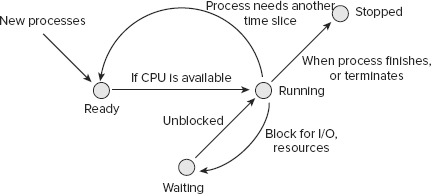 Process needs another
time slice
Stopped
New processes
When process finishes,
or terminates
If CPU is available
Ready
Running
Unblocked
Block for I/O,
resources
Waiting